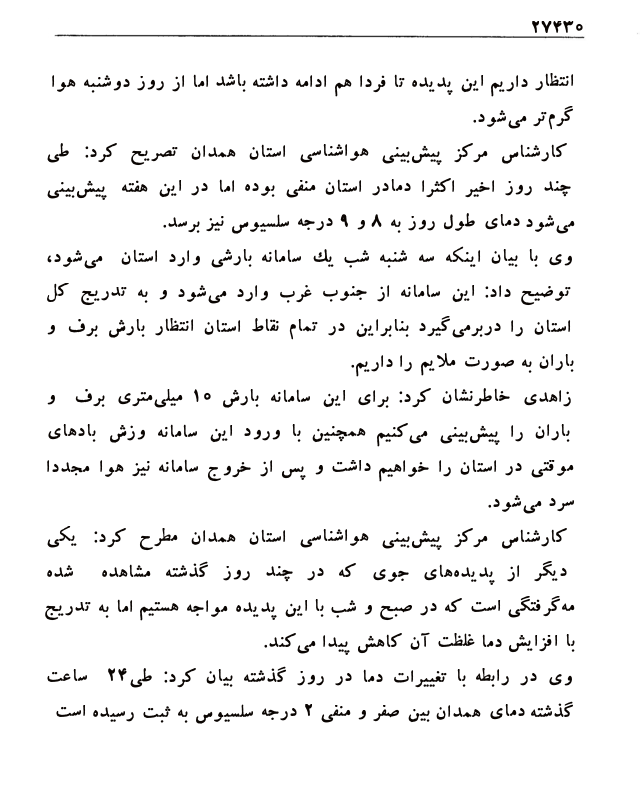 ۲۷۴۳۰
انتظار داریم این پدیده تا فردا هم ادامه داشته باشد اما از روز دوشنبه هوا
گرم‌تر می‌شود.
کارشناس مرکز پیش‌بینی هواشناسی استان همدان تصریح کرد: طی
چند روز اخیر اکثرا دمادر استان منفی بوده اما در این هفته پیش‌بینی
می‌شود دمای طول روز به ۸ و ۹ درجه سلسیوس نیز برسد.
وی با بیان اینکه سه شنبه شب یك سامانه بارشی وارد استان می‌شود،
توضیح داد: این سامانه از جنوب غرب وارد می‌شود و به تدریج کل
استان را دربرمی‌گیرد بنابراین در تمام نقاط استان انتظار بارش برف و
باران به صورت ملایم را داریم.
زاهدی خاطرنشان کرد: برای این سامانه بارش ۱۰ میلی‌متری برف و
باران را پیش‌بینی می‌کنیم همچنین با ورود این سامانه وزش بادهای
موقتی در استان را خواهیم داشت و پس از خروج سامانه نیز هوا مجددا
سرد می‌شود.
کارشناس مرکز پیش‌بینی هواشناسی استان همدان مطرح کرد: یکی
دیگر از پدیده‌های جوی که در چند روز گذشته مشاهده شده
مه‌گرفتگی است که در صبح و شب با این پدیده مواجه هستیم اما به تدریج
با افزایش دما غلظت آن کاهش پیدا می‌کند.
وی در رابطه با تغییرات دما در روز گذشته بیان کرد: طی۲۴ ساعت
گذشته دمای همدان بین صفر و منفی ۲ درجه سلسیوس به ثبت رسیده است